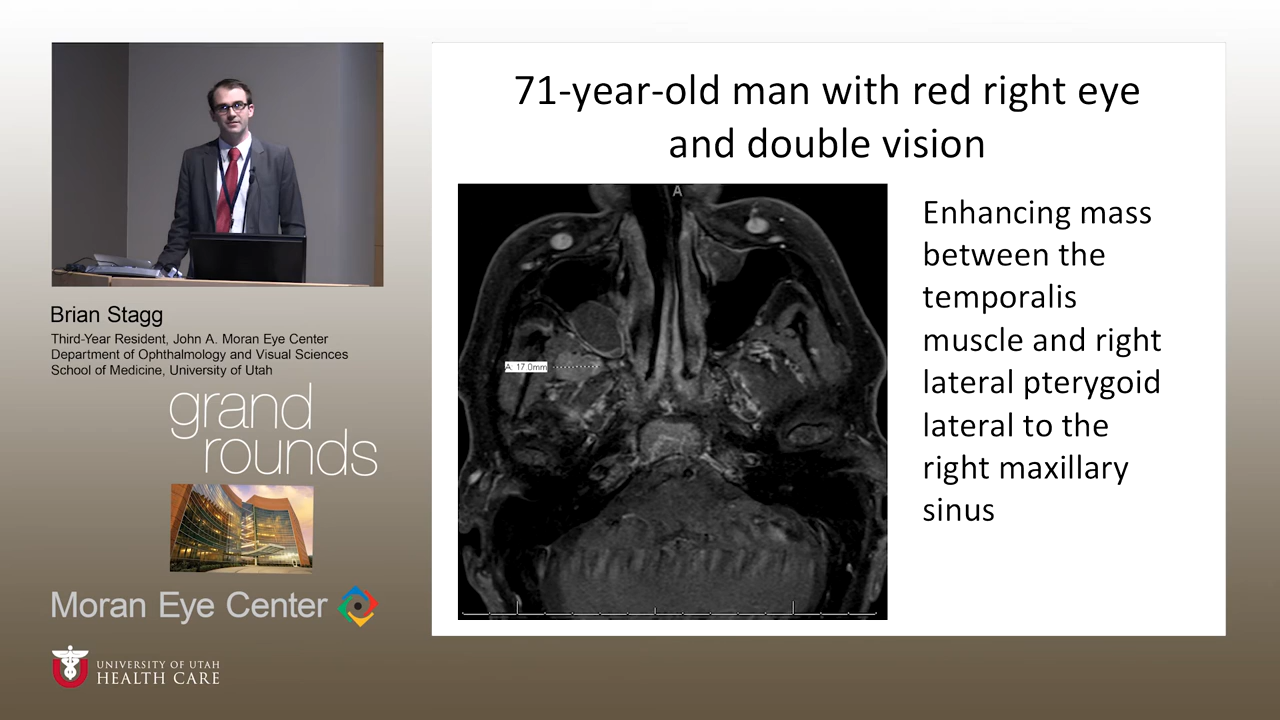 71-year-old man with red right eye
and double vision
A
A. 17.0mm
Enhancing mass
between the
temporalis
muscle and right
lateral pterygoid
lateral to the
right maxillary
sinus
Brian Stagg
Third-Year Resident, John A. Moran Eye Center
Department of Ophthalmology and Visual Sciences
School of Medicine, University of Utah
grand
rounds
Moran Eye Center
UNIVERSITY OF UTAH
HEALTH CARE